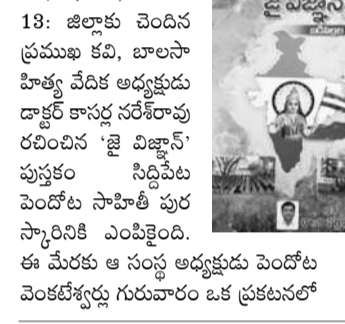 13: జిల్లాకు చెందిన
ప్రముఖ కవి, బాలసా
హిత్య వేదిక అధ్యక్షుడు
డాక్టర్ కాసర్ల నరేశ్‌రావు
రచించిన ‘జై విజ్ఞాన్’
పుస్తకం సిద్దిపేట
పెందోట సాహితీ పుర
స్కారినికి ఎంపికైంది.
ఈ మేరకు ఆ సంస్థ అధ్యక్షుడు పెందోట
వెంకటేశ్వర్లు గురువారం ఒక ప్రకటనలో
జై విజ్ఞాన్